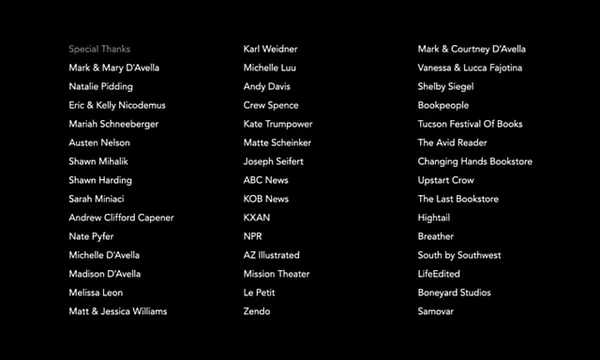 Special Thanks
Mark & Mary D'Avella
Natalie Pidding
Eric & Kelly Nicodemus
Mariah Schneeberger
Austen Nelson
Shawn Mihalik
Shawn Harding
Sarah Miniaci
Andrew Clifford Capener
Nate Pyfer
Michelle D'Avella
Madison D'Avella
Melissa Leon
Matt & Jessica Williams
Karl Weidner
Michelle Luu
Andy Davis
Crew Spence
Kate Trumpower
Matte Scheinker
Joseph Seifert
ABC News
KOB News
KXAN
NPR
AZ Illustrated
Mission Theater
Le Petit
Zendo
Mark & Courtney D'Avella
Vanessa & Lucca Fajotina
Shelby Siegel
Bookpeople
Tucson Festival Of Books
The Avid Reader
Changing Hands Bookstore
Upstart Crow
The Last Bookstore
Hightail
Breather
South by Southwest
LifeEdited
Boneyard Studios
Samovar